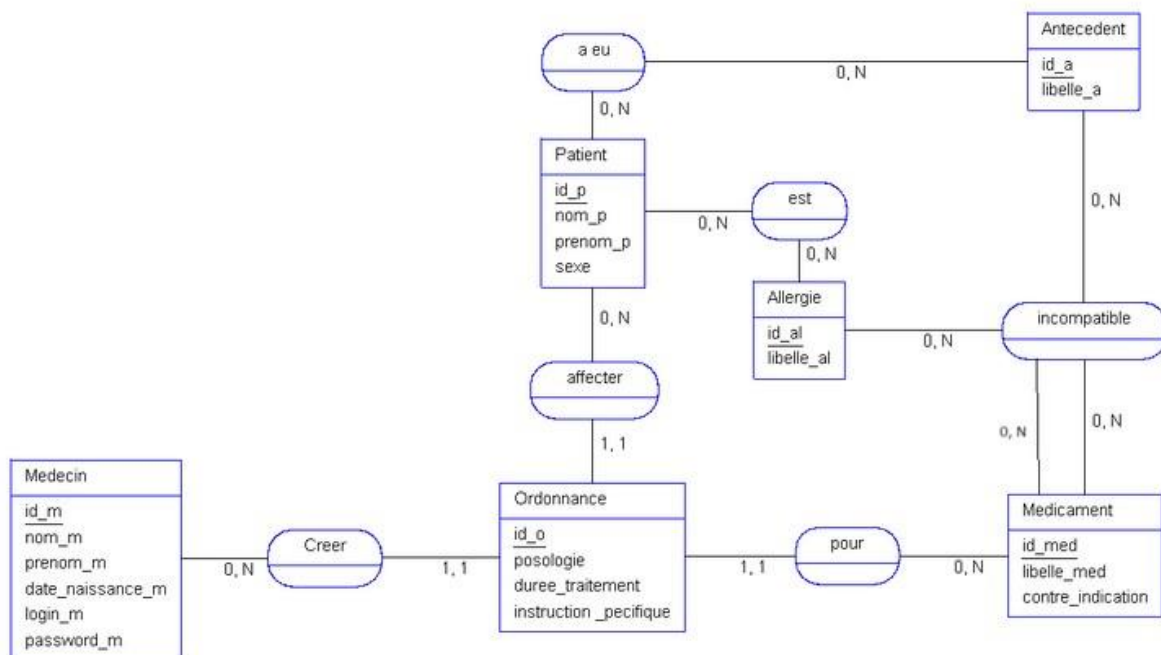 a eu
0, N
0, N
Antecedent
id_a
libelle_a
0, N
Patient
id_p
nom_p
prenom_p
sexe
0, N
est
0, N
Allergie
id_al
libelle_al
0, N
incompatible
0, N
0, N
0, N
affecter
1, 1
Medecin
id_m
nom_m
prenom_m
date_naissance_m
login_m
password_m
0, N
Creer
1, 1
Ordonnance
id_o
posologie
duree_traitement
instruction _pecifique
1, 1
pour
0, N
Medicament
id_med
libelle_med
contre_indication